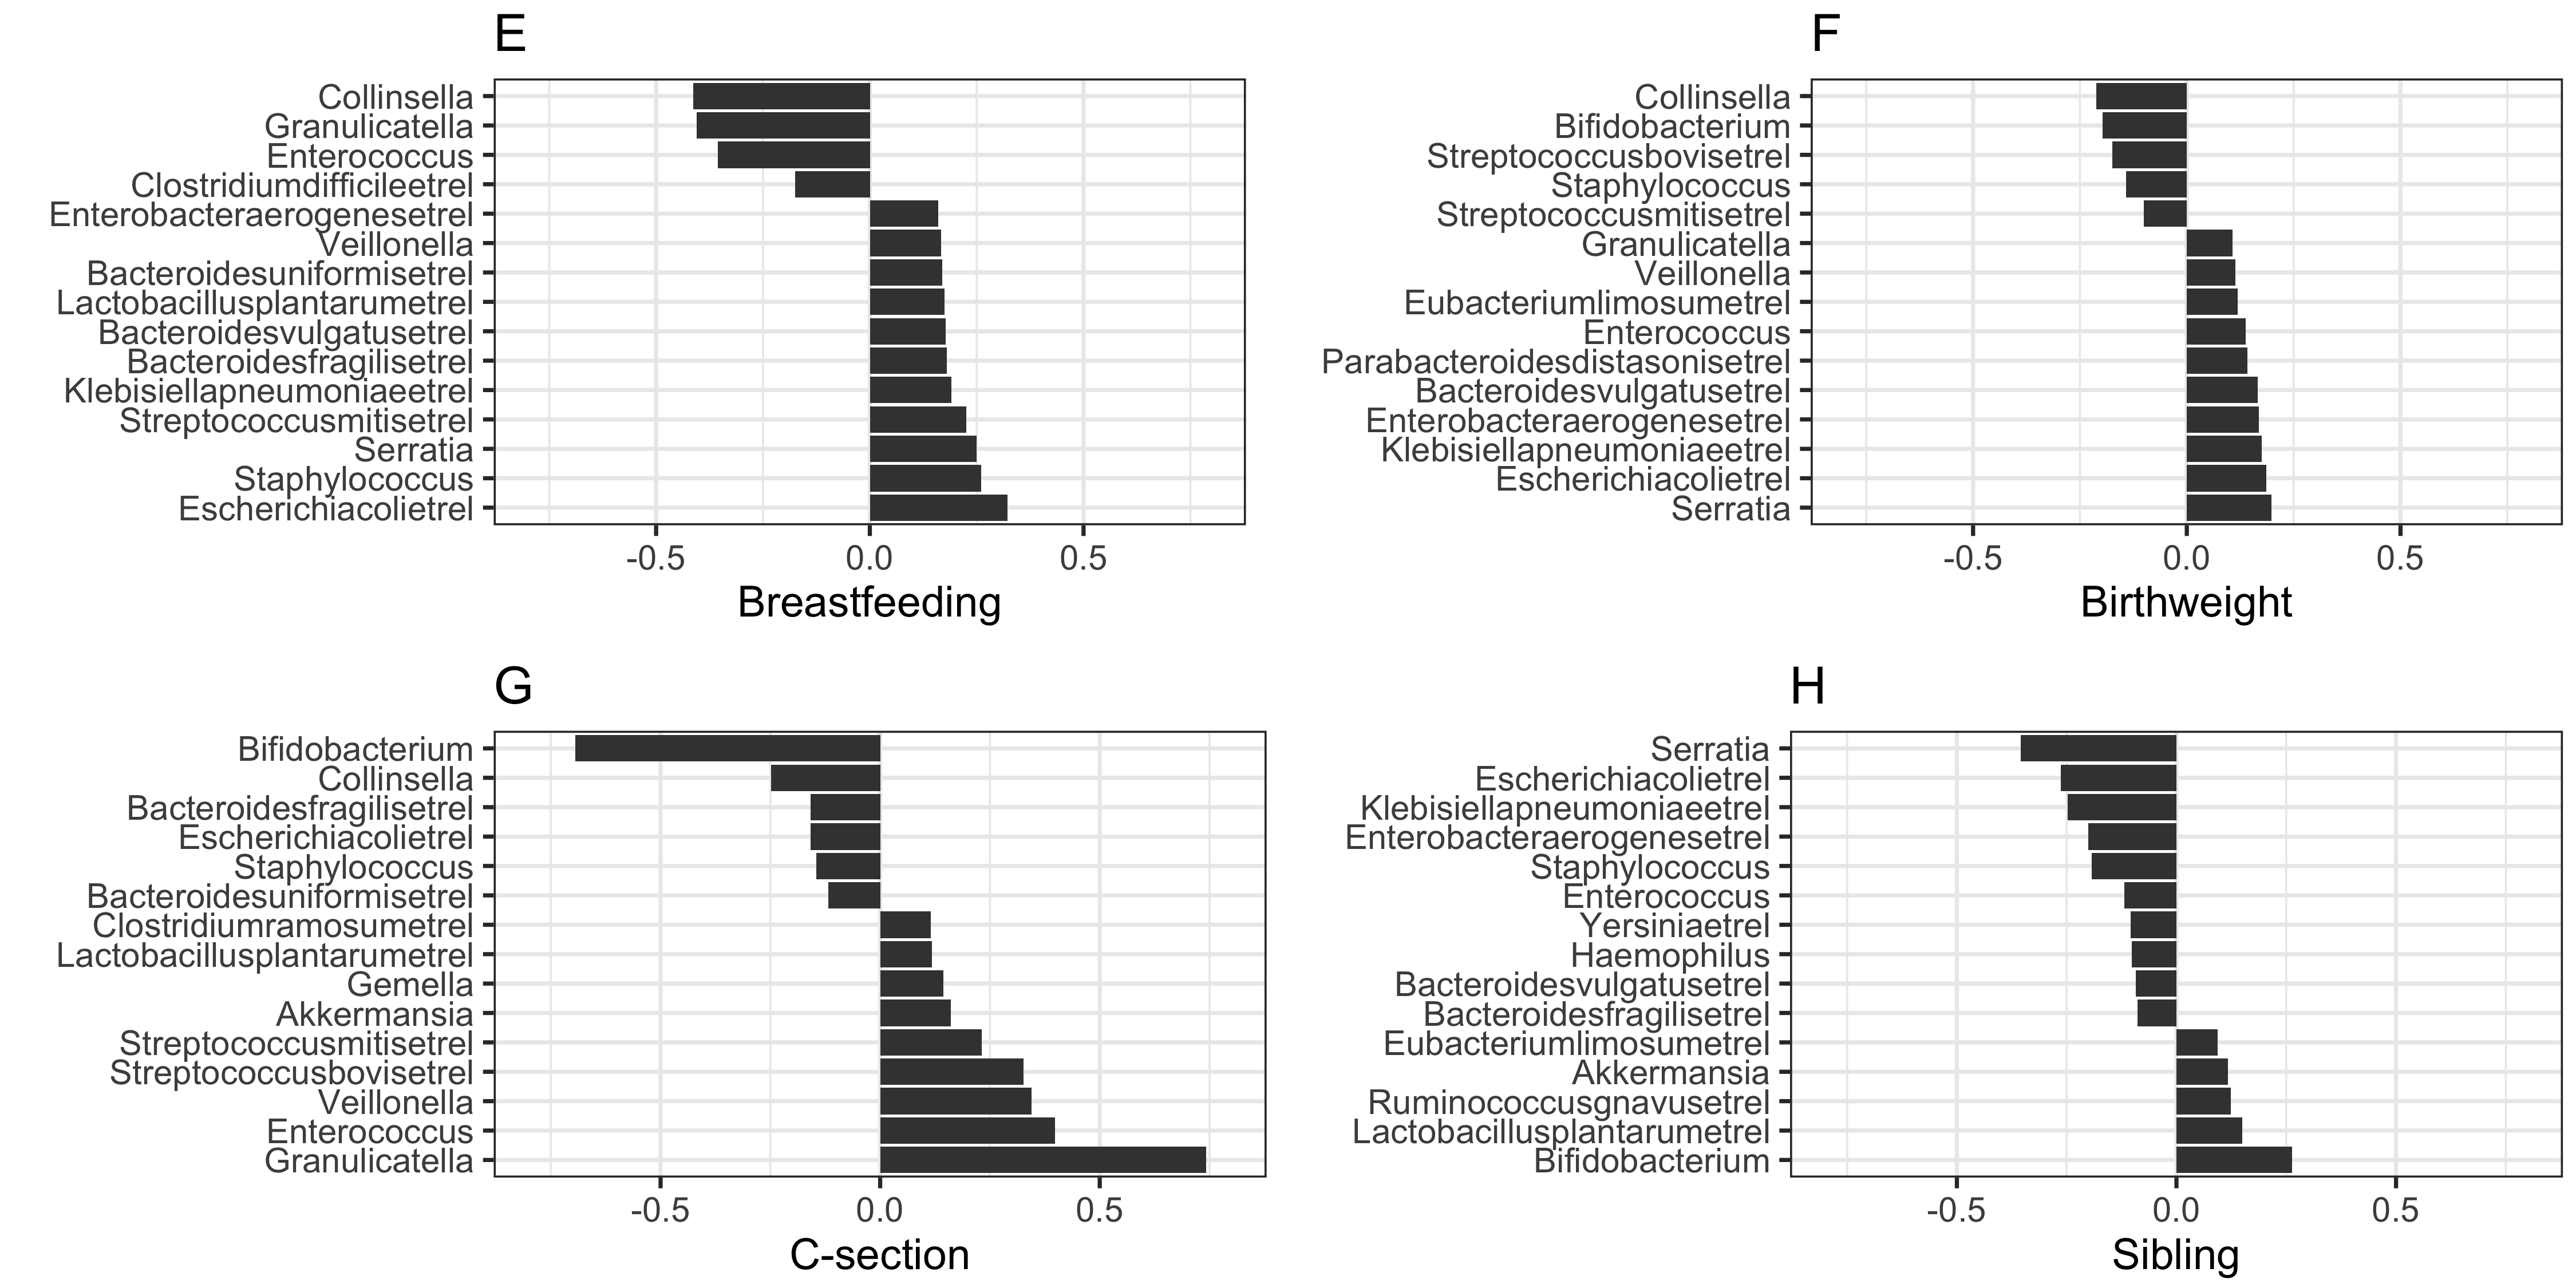 E
Collinsella
Granulicatella
Enterococcus
Clostridiumdifficileetrel
Enterobacteraerogenesetrel
Veillonella
Bacteroidesuniformisetrel
Lactobacillusplantarumetrel
Bacteroidesvulgatusetrel
Bacteroidesfragilisetrel
Klebisiellapneumoniaeetrel
Streptococcusmitisetrel
Serratia
Staphylococcus
Escherichiacolietrel
-0.5 0.0 0.5
Breastfeeding
F
Collinsella
Bifidobacterium
Streptococcusbovisetrel
Staphylococcus
Streptococcusmitisetrel
Granulicatella
Veillonella
Eubacteriumlimosumetrel
Enterococcus
Parabacteroidesdistasonisetrel
Bacteroidesvulgatusetrel
Enterobacteraerogenesetrel
Klebisiellapneumoniaeetrel
Escherichiacolietrel
Serratia
-0.5 0.0 0.5
Birthweight
G
Bifidobacterium
Collinsella
Bacteroidesfragilisetrel
Escherichiacolietrel
Staphylococcus
Bacteroidesuniformisetrel
Clostridiumramosumetrel
Lactobacillusplantarumetrel
Gemella
Akkermansia
Streptococcusmitisetrel
Streptococcusbovisetrel
Veillonella
Enterococcus
Granulicatella
-0.5 0.0 0.5
C-section
H
Serratia
Escherichiacolietrel
Klebisiellapneumoniaeetrel
Enterobacteraerogenesetrel
Staphylococcus
Enterococcus
Yersiniaetrel
Haemophilus
Bacteroidesvulgatusetrel
Bacteroidesfragilisetrel
Eubacteriumlimosumetrel
Akkermansia
Ruminococcusgnavusetrel
Lactobacillusplantarumetrel
Bifidobacterium
-0.5 0.0 0.5
Sibling